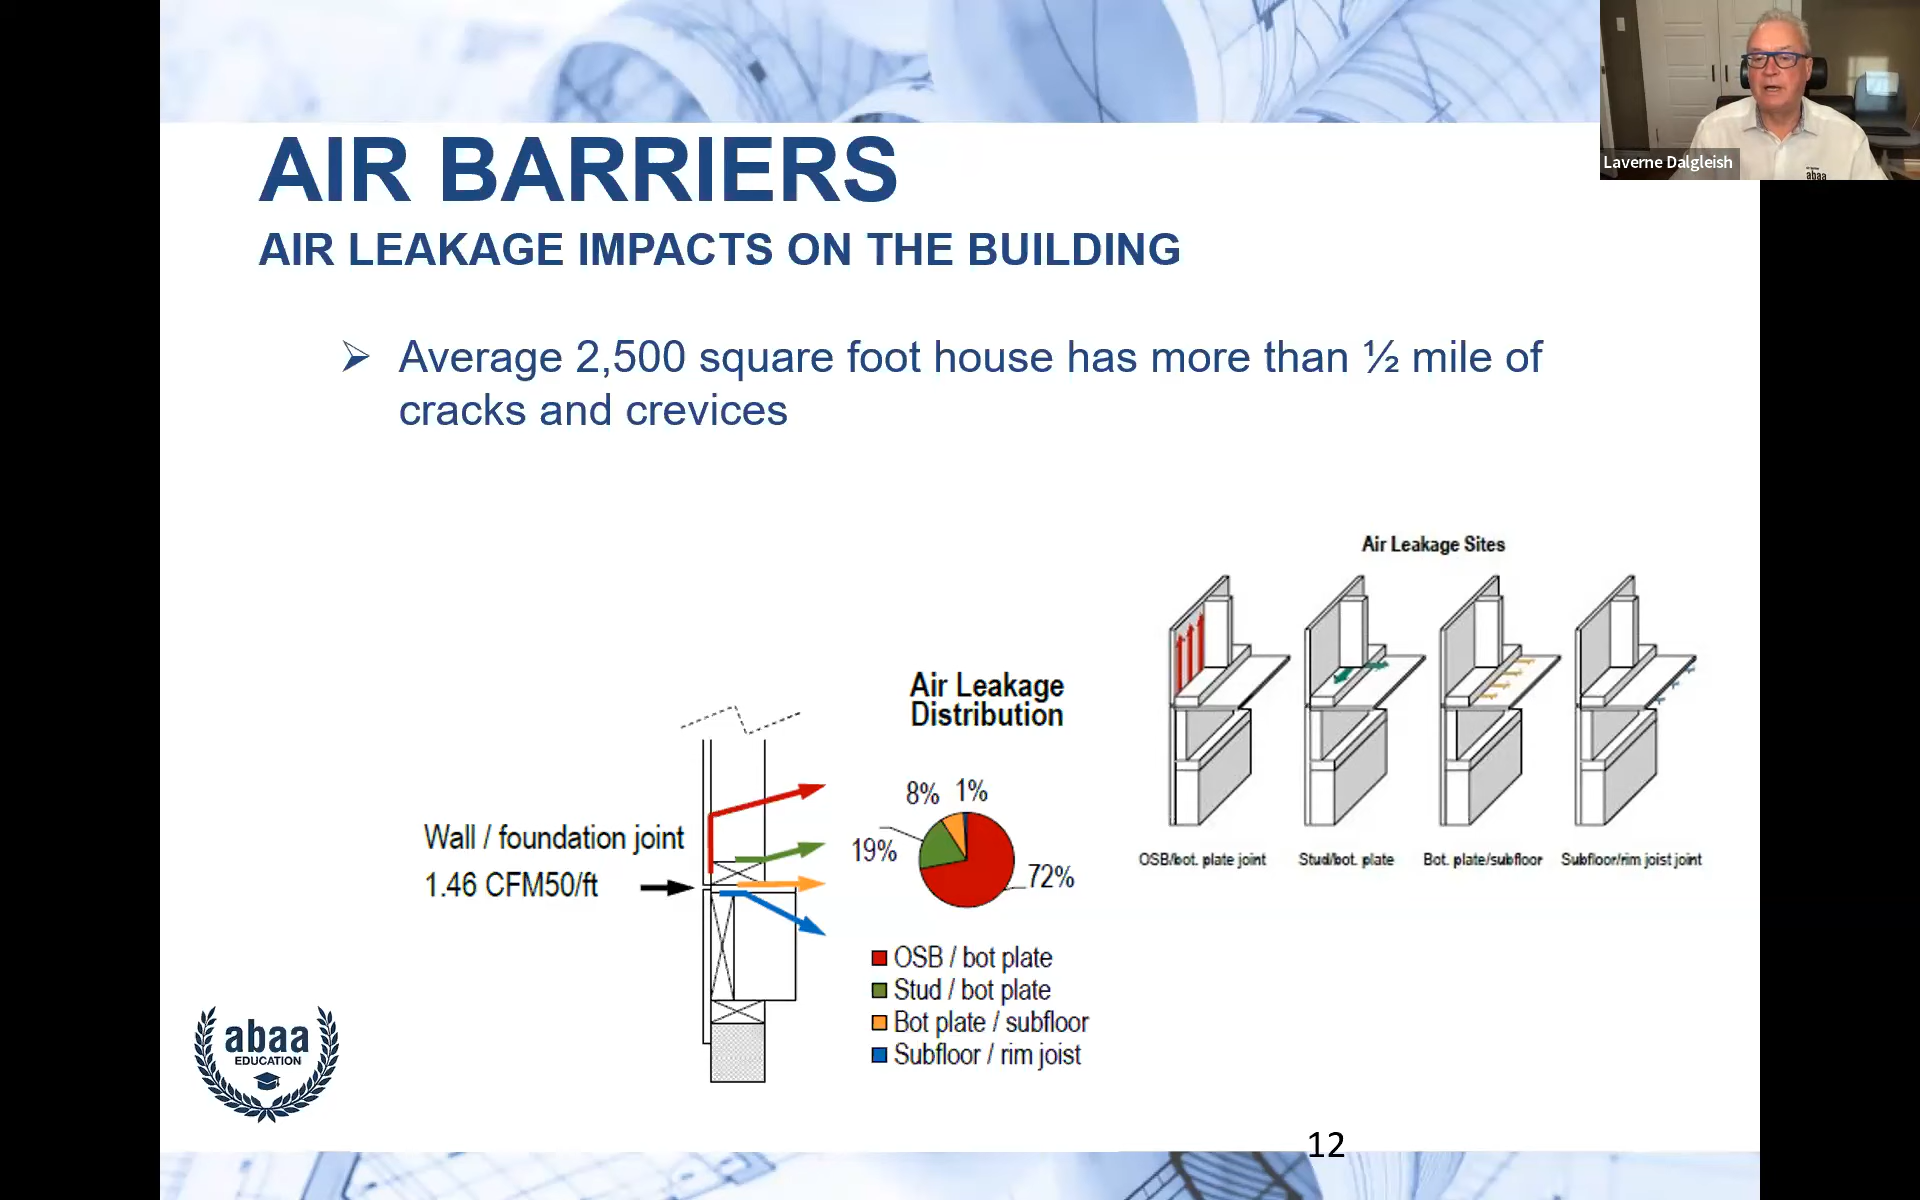 AIR BARRIERS
AIR LEAKAGE IMPACTS ON THE BUILDING
Laverne Dalgleish
abaa
➢ Average 2,500 square foot house has more than ½ mile of
cracks and crevices
Air Leakage Sites
OSB/bot. plate joint
Stud/bot. plate
Bot. plate/subfloor
Subfloor/rim joist joint
Air Leakage
Distribution
8%
1%
19%
72%
Wall / foundation joint
1.46 CFM50/ft
OSB / bot plate
Stud / bot plate
Bot plate / subfloor
Subfloor / rim joist
abaa
EDUCATION
12